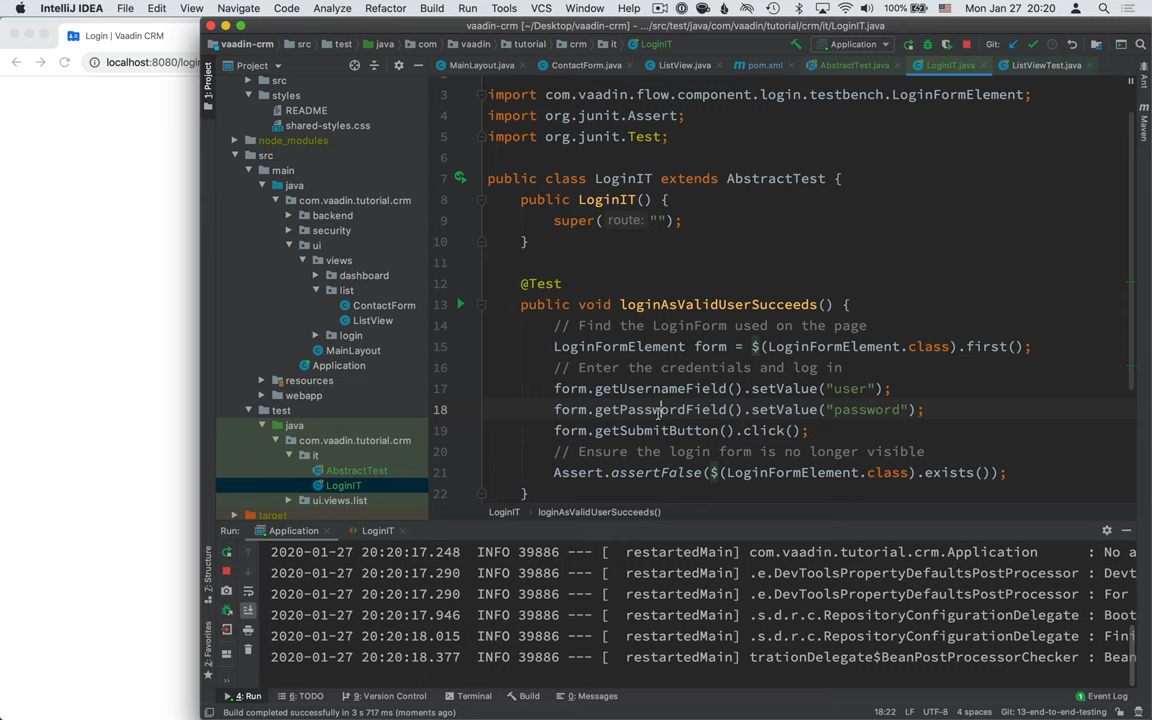 IntelliJ IDEA File Edit View Navigate Code Analyze Refactor Build Run Tools VCS Window Help 100% Mon Jan 27 20:20
Login | Vaadin CRM
localhost:8080/login
vaadin-crm [~/Desktop/vaadin-crm] - .../src/test/java/com/vaadin/tutorial/crm/it/LoginIT.java
vaadin-crm src test java com vaadin tutorial crm it LoginIT Application Git:
Project MainLayout.java ContactForm.java ListView.java pom.xml AbstractTest.java LoginIT.java ListViewTest.java
1: Project
Ant
Maven
src
styles
README
shared-styles.css
node_modules
src
main
java
com.vaadin.tutorial.crm
backend
security
ui
views
dashboard
list
ContactForm
ListView
login
MainLayout
Application
resources
webapp
test
java
com.vaadin.tutorial.crm
it
AbstractTest
LoginIT
ui.views.list
target
3 import com.vaadin.flow.component.login.testbench.LoginFormElement;
4 import org.junit.Assert;
5 import org.junit.Test;
6
7 public class LoginIT extends AbstractTest {
8 public LoginIT() {
9 super( route: "");
10 }
11
12 @Test
13 public void loginAsValidUserSucceeds() {
14 // Find the LoginForm used on the page
15 LoginFormElement form = $(LoginFormElement.class).first();
16 // Enter the credentials and log in
17 form.getUsernameField().setValue("user");
18 form.getPasswordField().setValue("password");
19 form.getSubmitButton().click();
20 // Ensure the login form is no longer visible
21 Assert.assertFalse($(LoginFormElement.class).exists());
22 }
LoginIT loginAsValidUserSucceeds()
Run: Application LoginIT
2020-01-27 20:20:17.248 INFO 39886 --- [ restartedMain] com.vaadin.tutorial.crm.Application : No a
2020-01-27 20:20:17.290 INFO 39886 --- [ restartedMain] .e.DevToolsPropertyDefaultsPostProcessor : Devt
2020-01-27 20:20:17.290 INFO 39886 --- [ restartedMain] .e.DevToolsPropertyDefaultsPostProcessor : For
2020-01-27 20:20:17.946 INFO 39886 --- [ restartedMain] .s.d.r.c.RepositoryConfigurationDelegate : Boot
2020-01-27 20:20:18.015 INFO 39886 --- [ restartedMain] .s.d.r.c.RepositoryConfigurationDelegate : Fini
2020-01-27 20:20:18.377 INFO 39886 --- [ restartedMain] trationDelegate$BeanPostProcessorChecker : Bean
7: Structure
2: Favorites
4: Run 6: TODO 9: Version Control Terminal Build 0: Messages 1 Event Log
Build completed successfully in 3 s 717 ms (moments ago) 18:22 LF UTF-8 4 spaces Git: 13-end-to-end-testing